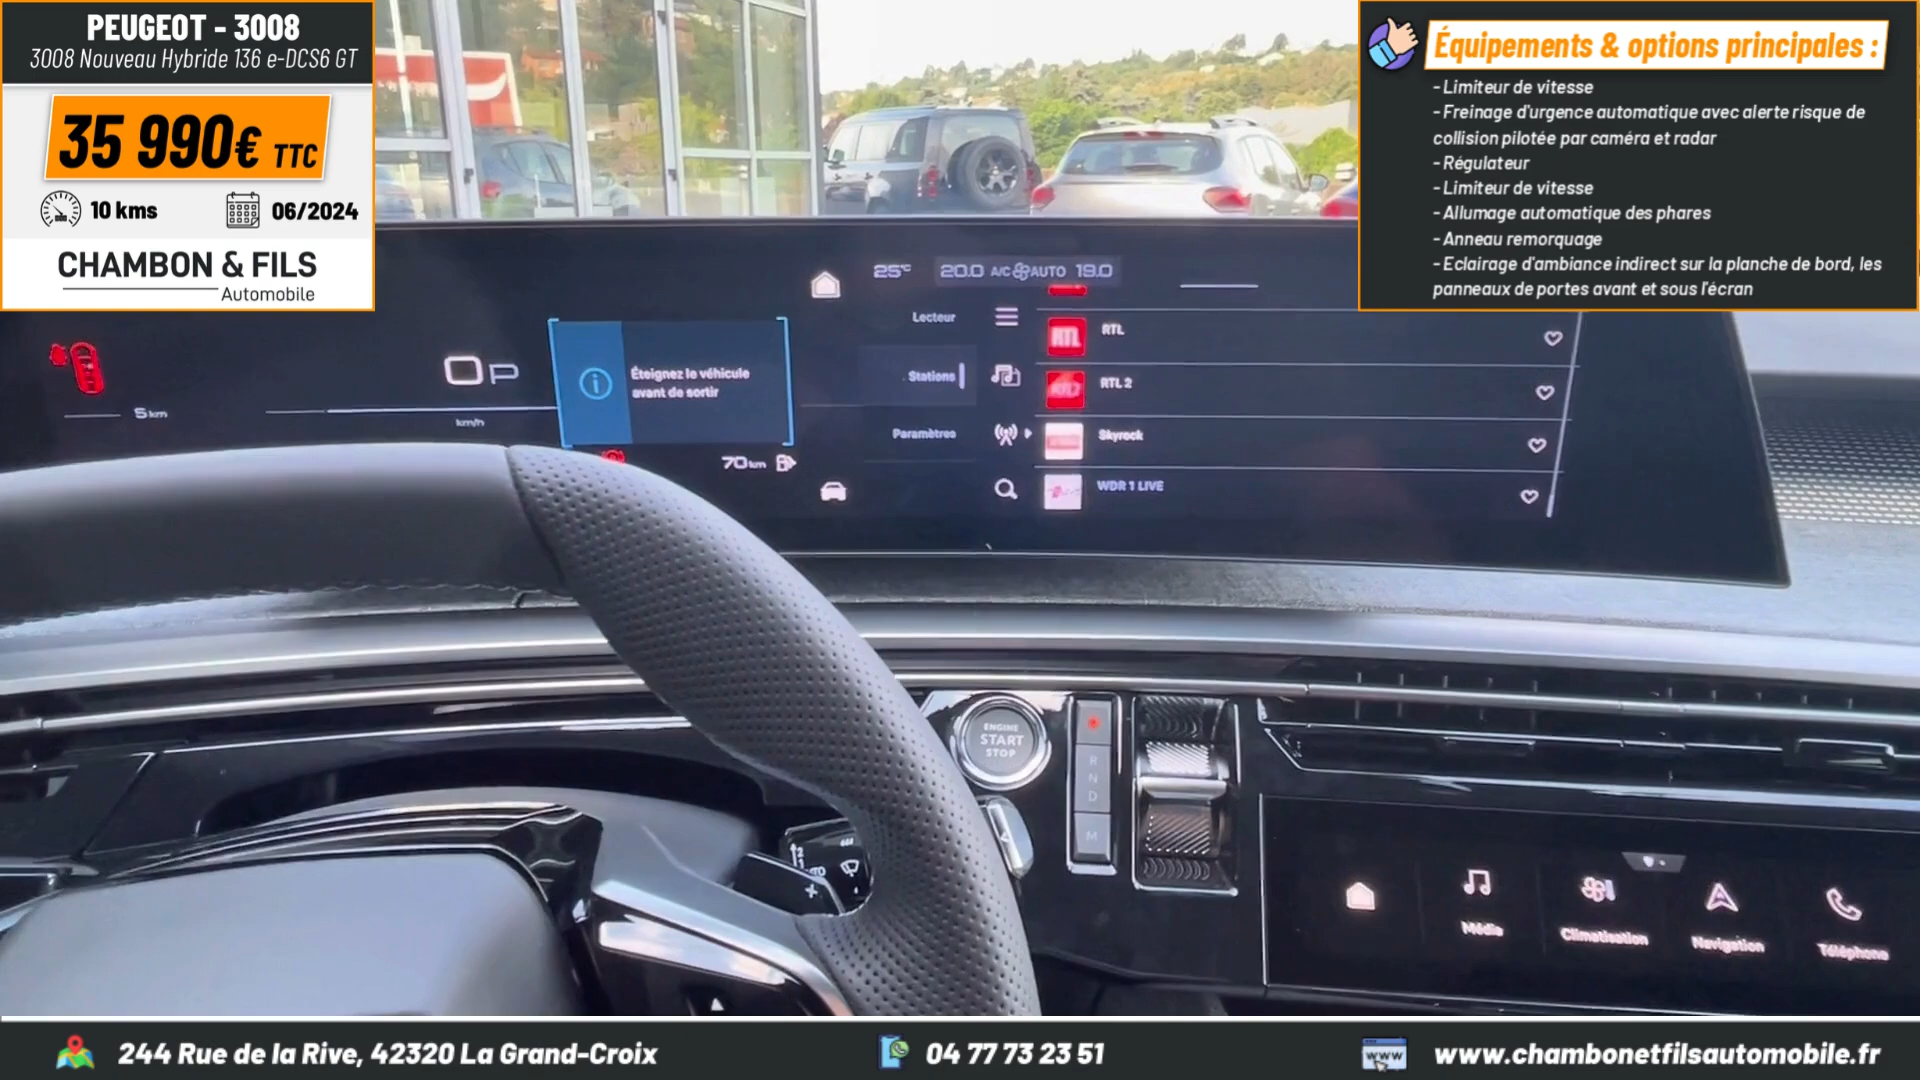 PEUGEOT - 3008
3008 Nouveau Hybride 136 e-DCS6 GT
35 990€ TTC
10 kms
06/2024
CHAMBON & FILS
Automobile
Équipements & options principales :
- Limiteur de vitesse
- Freinage d'urgence automatique avec alerte risque de
collision pilotée par caméra et radar
- Régulateur
- Limiteur de vitesse
- Allumage automatique des phares
- Anneau remorquage
- Eclairage d'ambiance indirect sur la planche de bord, les
panneaux de portes avant et sous l'écran
25°C
20.0 A/C AUTO 19.0
Lecteur
Stations
Paramètres
RTL
RTL
RTL 2
Skyrock
WDR 1 LIVE
5 km
0 P
km/h
Éteignez le véhicule
avant de sortir
70 km
ENGINE
START
STOP
R
N
D
M
Média
Climatisation
Navigation
Téléphone
244 Rue de la Rive, 42320 La Grand-Croix
04 77 73 23 51
www
www.chambonetfilsautomobile.fr